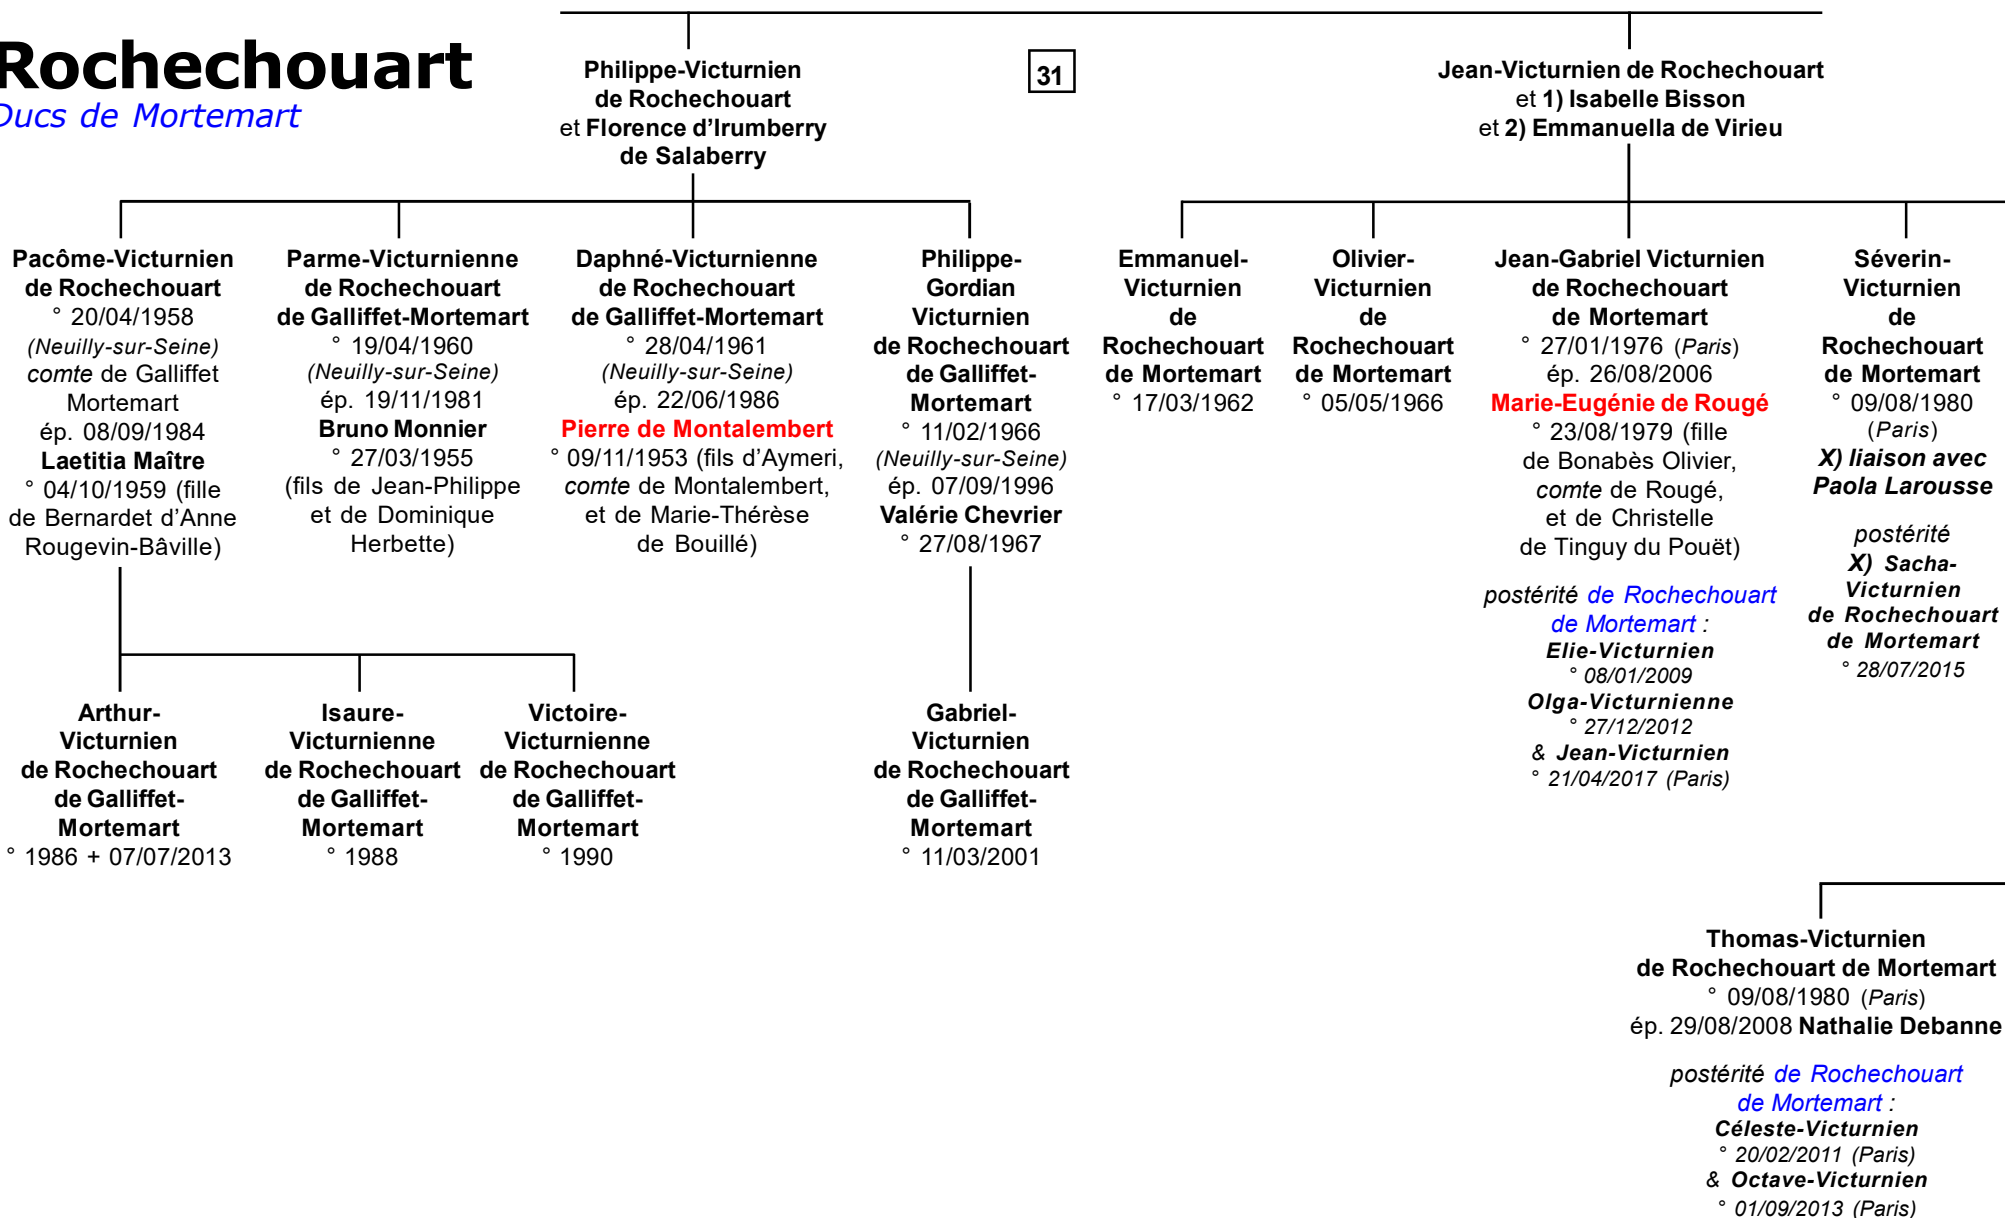 Rochechouart
Ducs de Mortemart
31
Philippe-Victurnien
de Rochechouart
et Florence d'Irumberry
de Salaberry
Jean-Victurnien de Rochechouart
et 1) Isabelle Bisson
et 2) Emmanuella de Virieu
Pacôme-Victurnien
de Rochechouart
° 20/04/1958
(Neuilly-sur-Seine)
comte de Galliffet
Mortemart
ép. 08/09/1984
Laetitia Maître
° 04/10/1959 (fille
de Bernardet d'Anne
Rougevin-Bâville)
Parme-Victurnienne
de Rochechouart
de Galliffet-Mortemart
° 19/04/1960
(Neuilly-sur-Seine)
ép. 19/11/1981
Bruno Monnier
° 27/03/1955
(fils de Jean-Philippe
et de Dominique
Herbette)
Daphné-Victurnienne
de Rochechouart
de Galliffet-Mortemart
° 28/04/1961
(Neuilly-sur-Seine)
ép. 22/06/1986
Pierre de Montalembert
° 09/11/1953 (fils d'Aymeri,
comte de Montalembert,
et de Marie-Thérèse
de Bouillé)
Philippe-
Gordian
Victurnien
de Rochechouart
de Galliffet-
Mortemart
° 11/02/1966
(Neuilly-sur-Seine)
ép. 07/09/1996
Valérie Chevrier
° 27/08/1967
Emmanuel-
Victurnien
de
Rochechouart
de Mortemart
° 17/03/1962
Olivier-
Victurnien
de
Rochechouart
de Mortemart
° 05/05/1966
Jean-Gabriel Victurnien
de Rochechouart
de Mortemart
° 27/01/1976 (Paris)
ép. 26/08/2006
Marie-Eugénie de Rougé
° 23/08/1979 (fille
de Bonabès Olivier,
comte de Rougé,
et de Christelle
de Tinguy du Pouët)
postérité de Rochechouart
de Mortemart :
Elie-Victurnien
° 08/01/2009
Olga-Victurnienne
° 27/12/2012
& Jean-Victurnien
° 21/04/2017 (Paris)
Séverin-
Victurnien
de
Rochechouart
de Mortemart
° 09/08/1980
(Paris)
X) liaison avec
Paola Larousse
postérité
X) Sacha-
Victurnien
de Rochechouart
de Mortemart
° 28/07/2015
Arthur-
Victurnien
de Rochechouart
de Galliffet-
Mortemart
° 1986 + 07/07/2013
Isaure-
Victurnienne
de Rochechouart
de Galliffet-
Mortemart
° 1988
Victoire-
Victurnienne
de Rochechouart
de Galliffet-
Mortemart
° 1990
Gabriel-
Victurnien
de Rochechouart
de Galliffet-
Mortemart
° 11/03/2001
Thomas-Victurnien
de Rochechouart de Mortemart
° 09/08/1980 (Paris)
ép. 29/08/2008 Nathalie Debanne
postérité de Rochechouart
de Mortemart :
Céleste-Victurnien
° 20/02/2011 (Paris)
& Octave-Victurnien
° 01/09/2013 (Paris)